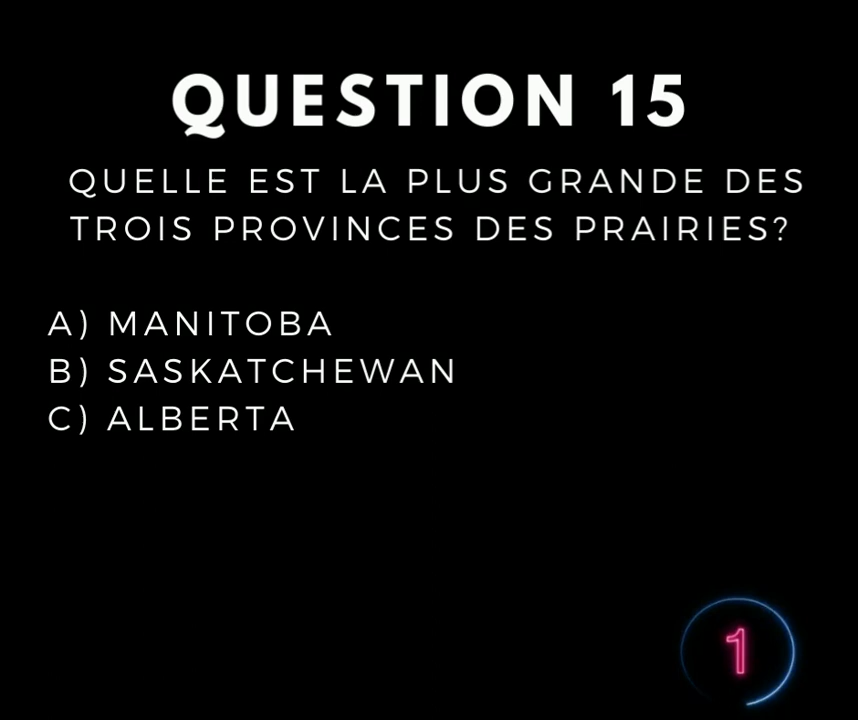 QUESTION 15
QUELLE EST LA PLUS GRANDE DES
TROIS PROVINCES DES PRAIRIES?
A) MANITOBA
B) SASKATCHEWAN
C) ALBERTA
1